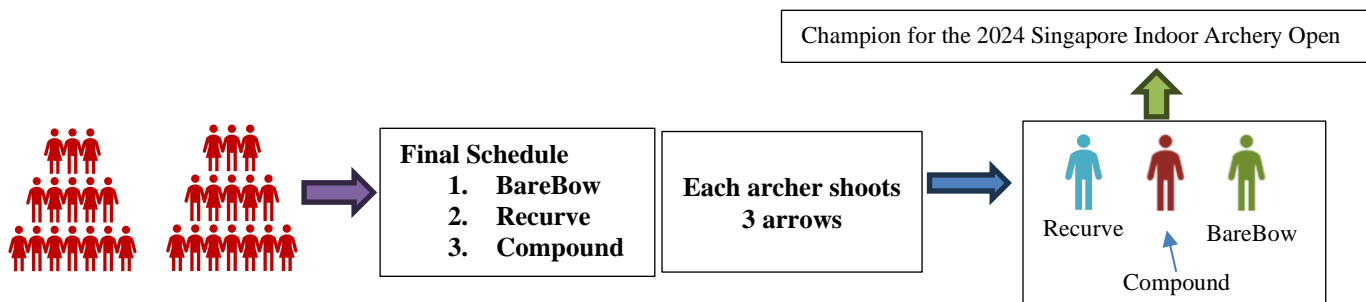 Champion for the 2024 Singapore Indoor Archery Open
Final Schedule
1. BareBow
2. Recurve
3. Compound
Each archer shoots
3 arrows
Recurve
BareBow
Compound